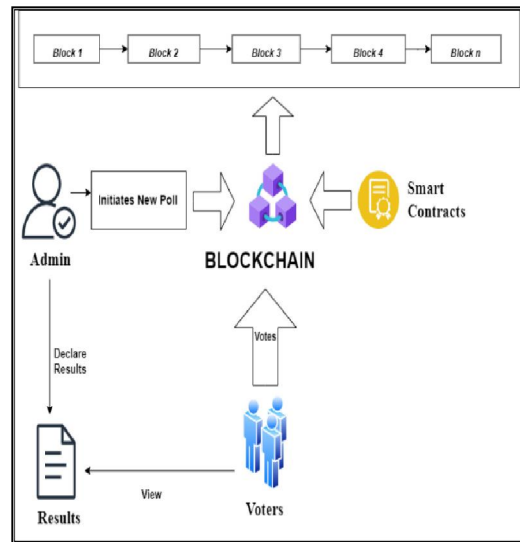 Block 1
Block 2
Block 3
Block 4
Block n
Initiates New Poll
Smart
Contracts
Admin
BLOCKCHAIN
Votes
Declare
Results
View
Results
Voters